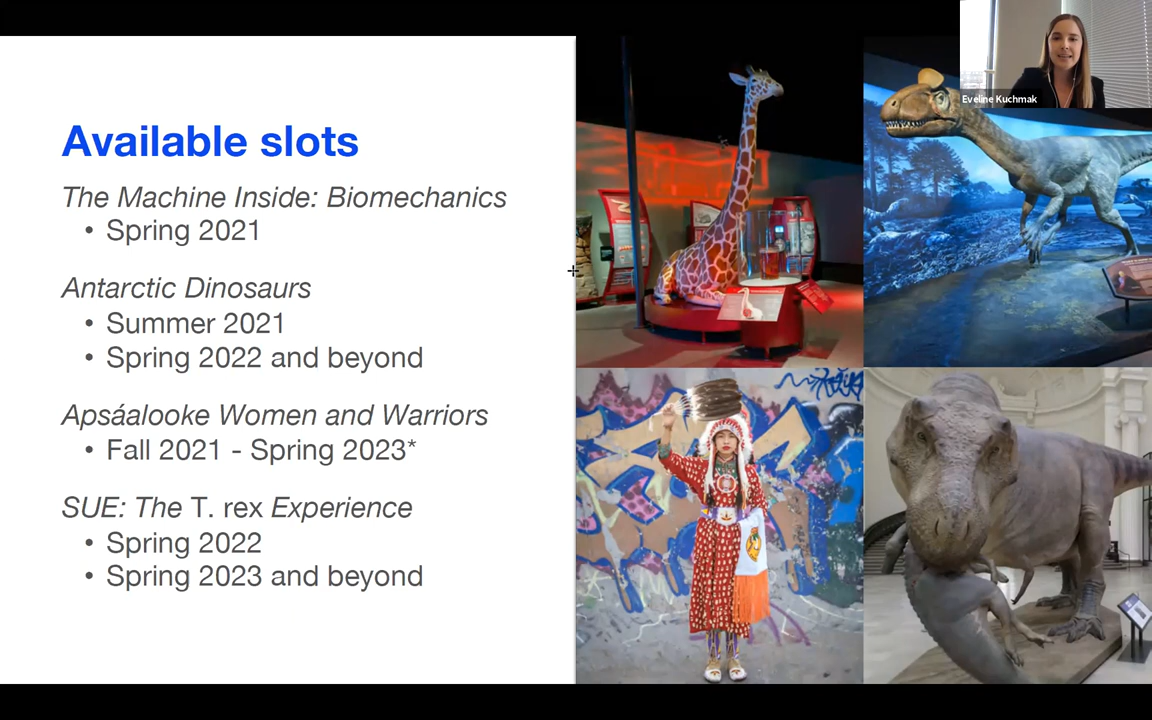 Eveline Kuchmak
Available slots
The Machine Inside: Biomechanics
• Spring 2021
Antarctic Dinosaurs
• Summer 2021
• Spring 2022 and beyond
Apsáalooke Women and Warriors
• Fall 2021 - Spring 2023*
SUE: The T. rex Experience
• Spring 2022
• Spring 2023 and beyond